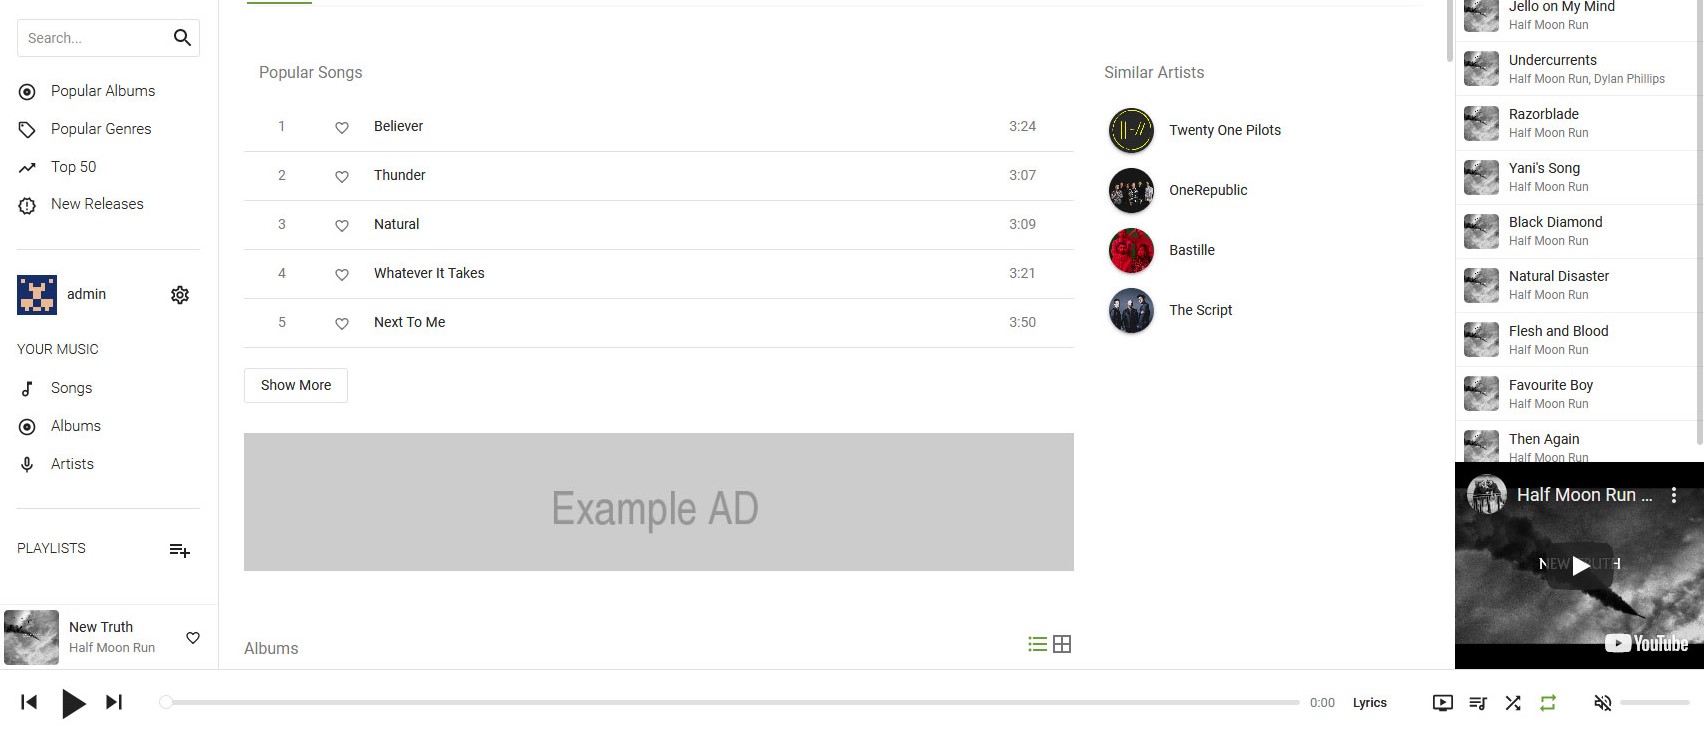 Search...
Popular Albums
Popular Genres
Top 50
New Releases
admin
YOUR MUSIC
Songs
Albums
Artists
PLAYLISTS
New Truth
Half Moon Run
Popular Songs
1 Believer 3:24
2 Thunder 3:07
3 Natural 3:09
4 Whatever It Takes 3:21
5 Next To Me 3:50
Show More
Example AD
Albums
Similar Artists
Twenty One Pilots
OneRepublic
Bastille
The Script
Jello on My Mind
Half Moon Run
Undercurrents
Half Moon Run, Dylan Phillips
Razorblade
Half Moon Run
Yani's Song
Half Moon Run
Black Diamond
Half Moon Run
Natural Disaster
Half Moon Run
Flesh and Blood
Half Moon Run
Favourite Boy
Half Moon Run
Then Again
Half Moon Run
Half Moon Run ...
NEW TRUTH
YouTube
0:00 Lyrics